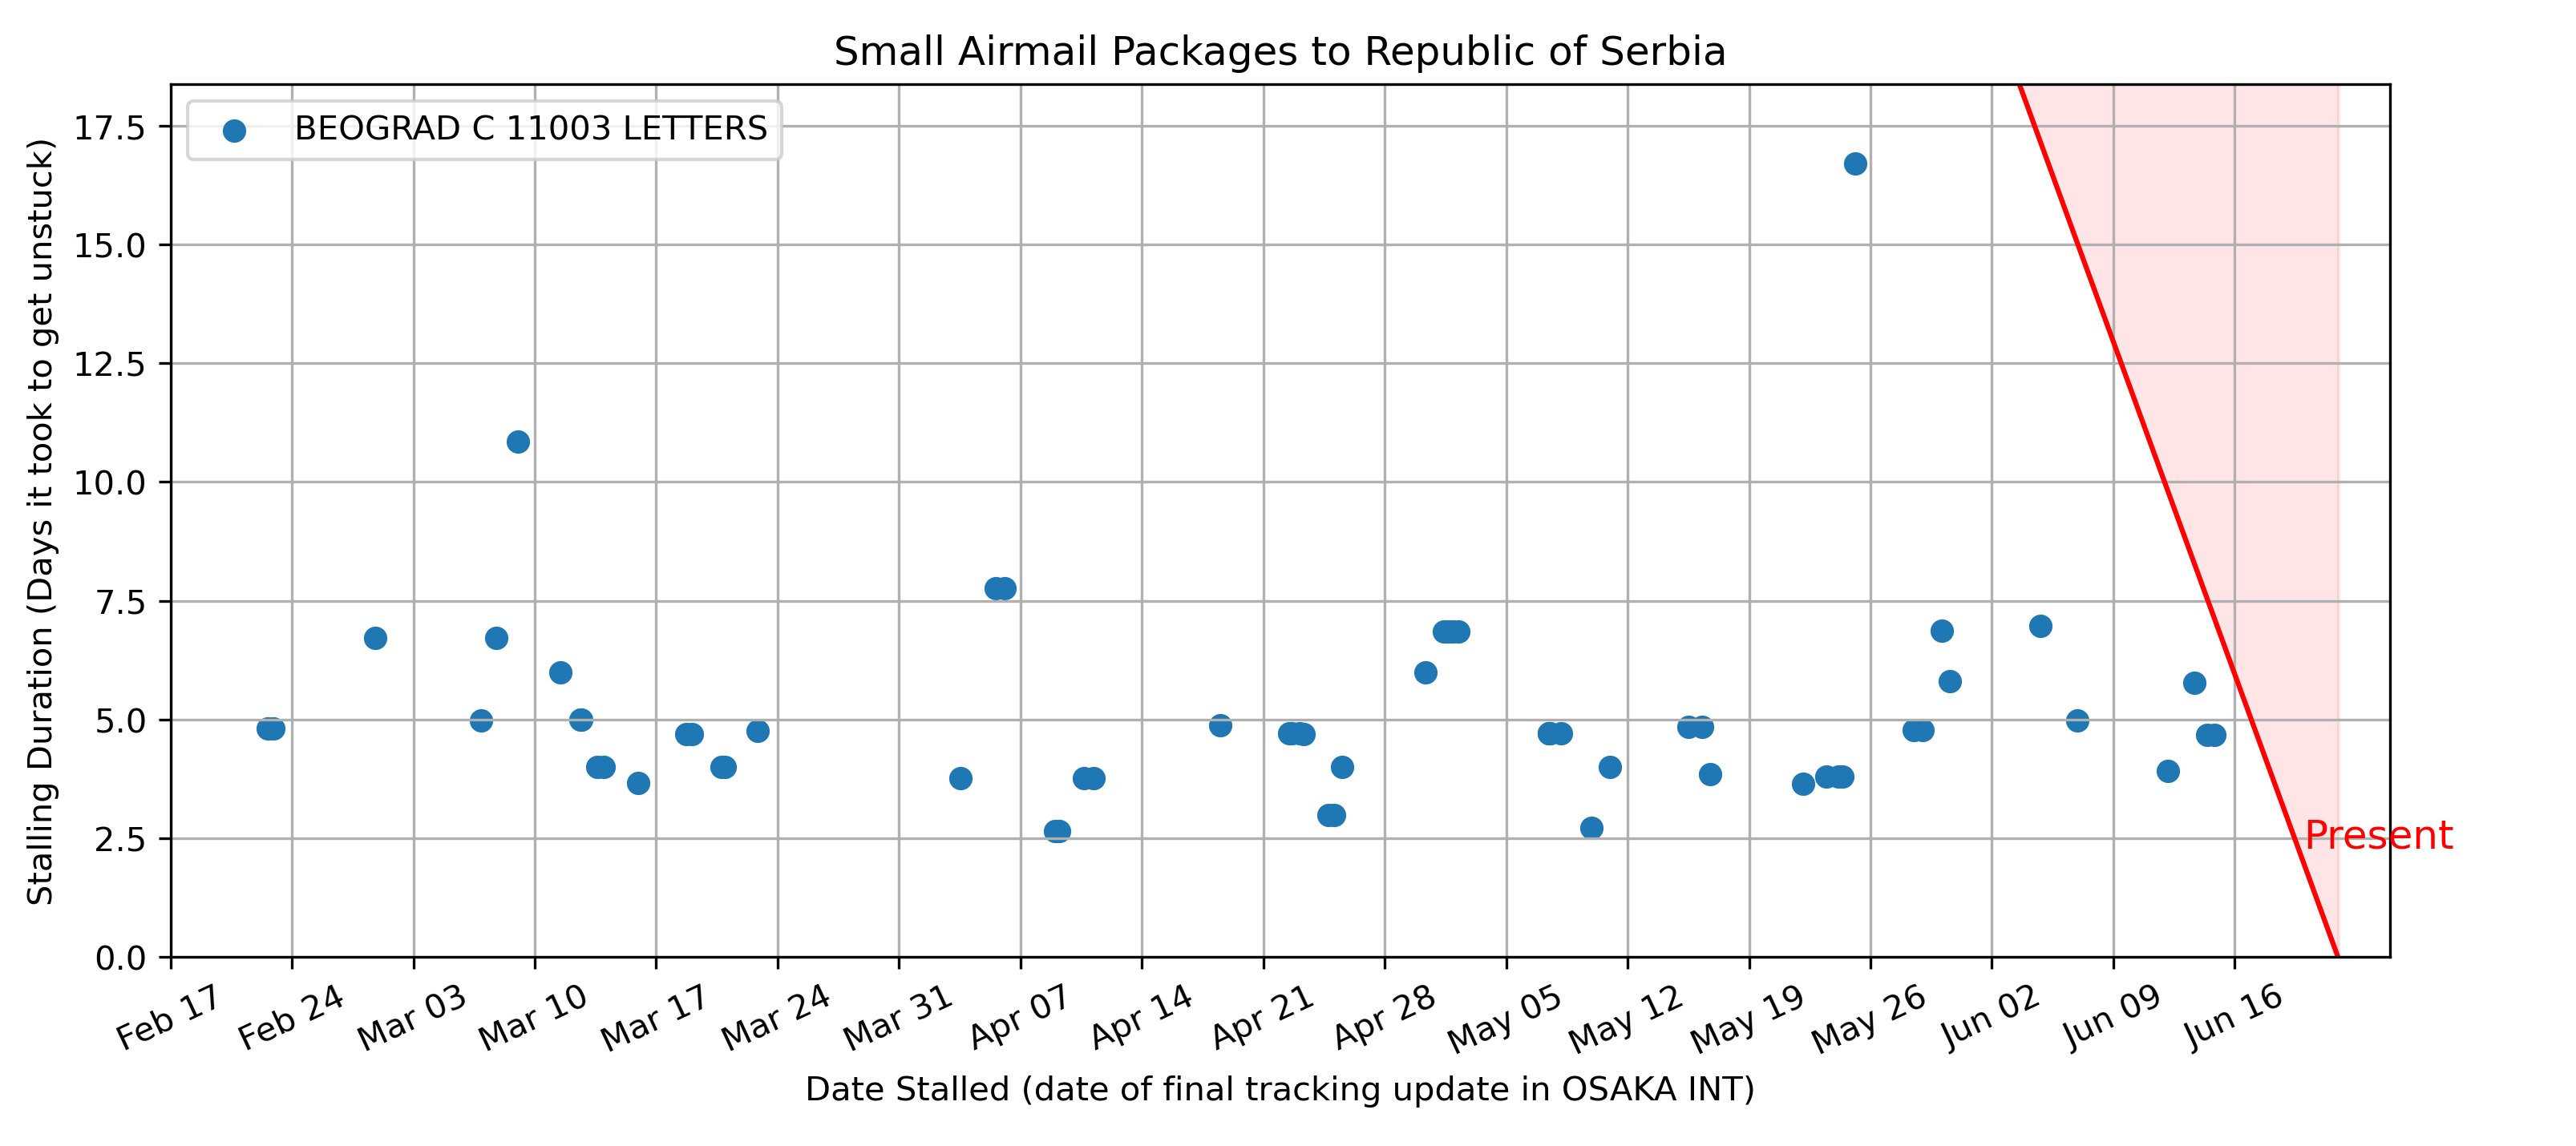 Small Airmail Packages to Republic of Serbia
BEOGRAD C 11003 LETTERS
Stalling Duration (Days it took to get unstuck)
17.5
15.0
12.5
10.0
7.5
5.0
2.5
0.0
Present
Feb 17 Feb 24 Mar 03 Mar 10 Mar 17 Mar 24 Mar 31 Apr 07 Apr 14 Apr 21 Apr 28 May 05 May 12 May 19 May 26 Jun 02 Jun 09 Jun 16
Date Stalled (date of final tracking update in OSAKA INT)